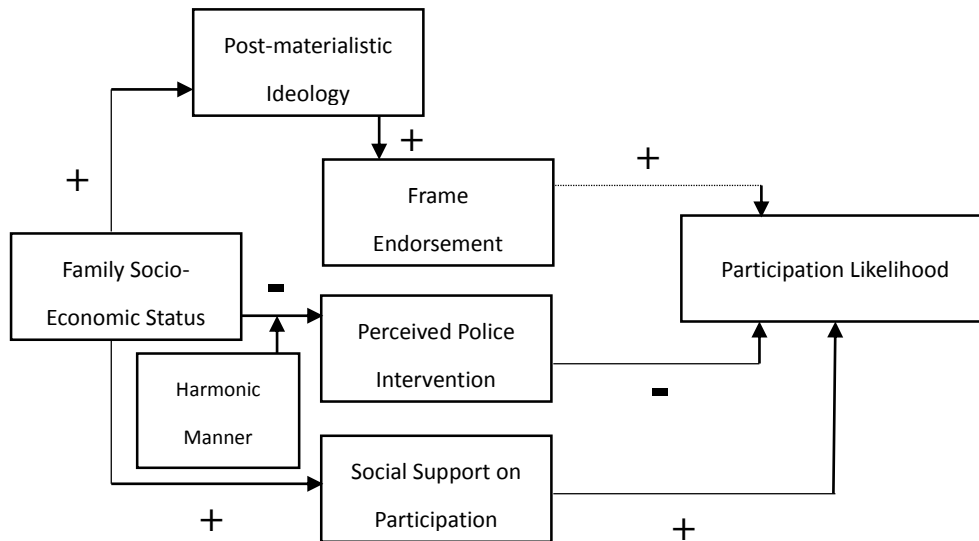 Post-materialistic
Ideology
+
+
Frame
Endorsement
+
Family Socio-
Economic Status
-
Harmonic
Manner
Perceived Police
Intervention
-
Participation Likelihood
+
Social Support on
Participation
+